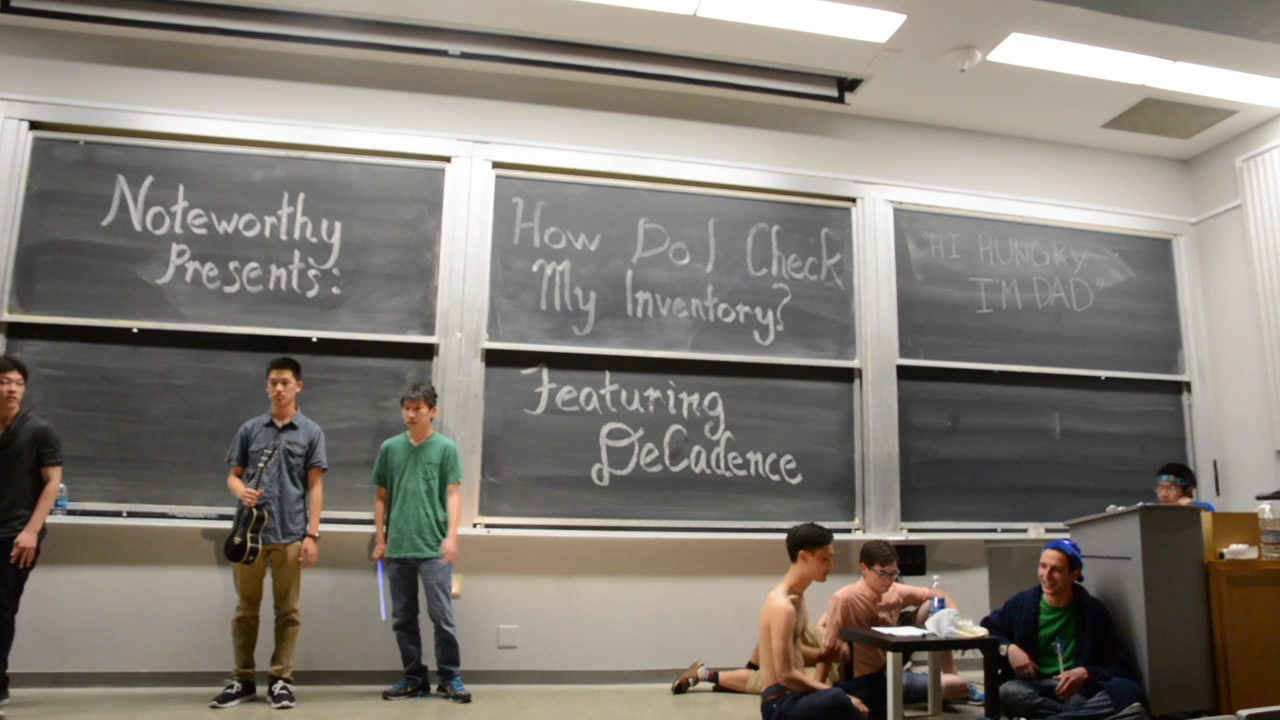 Noteworthy
Presents:
How Do I Check
My Inventory?
Featuring
DeCadence
"HI HUNGRY
I'M DAD"